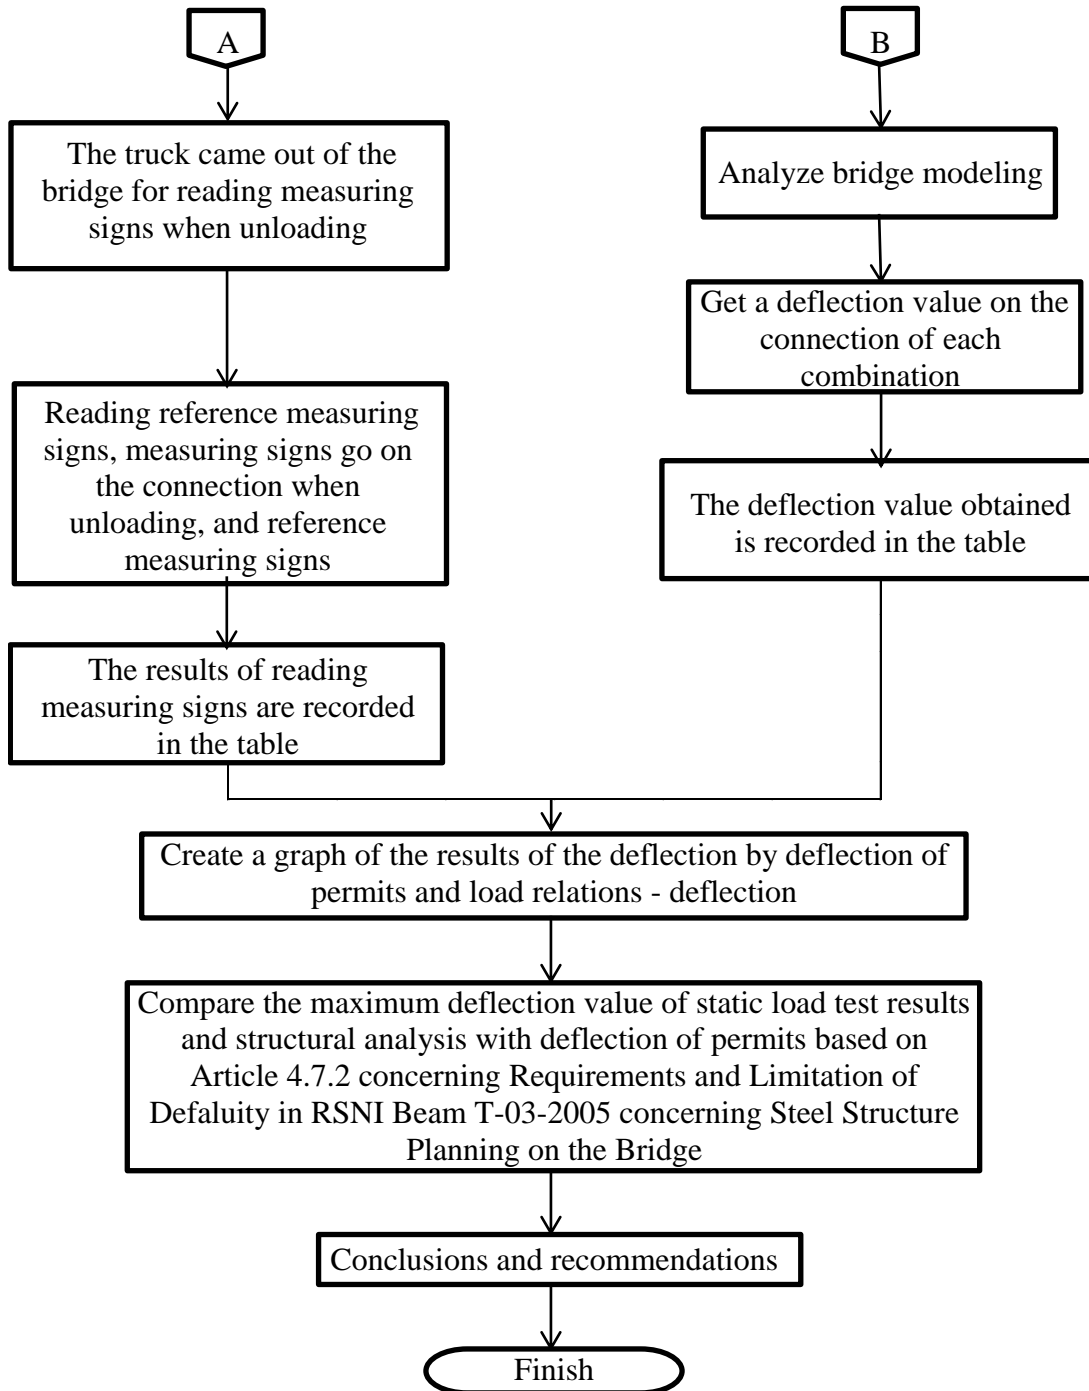 A
The truck came out of the
bridge for reading measuring
signs when unloading
Reading reference measuring
signs, measuring signs go on
the connection when
unloading, and reference
measuring signs
The results of reading
measuring signs are recorded
in the table
B
Analyze bridge modeling
Get a deflection value on the
connection of each
combination
The deflection value obtained
is recorded in the table
Create a graph of the results of the deflection by deflection of
permits and load relations - deflection
Compare the maximum deflection value of static load test results
and structural analysis with deflection of permits based on
Article 4.7.2 concerning Requirements and Limitation of
Defaluity in RSNI Beam T-03-2005 concerning Steel Structure
Planning on the Bridge
Conclusions and recommendations
Finish